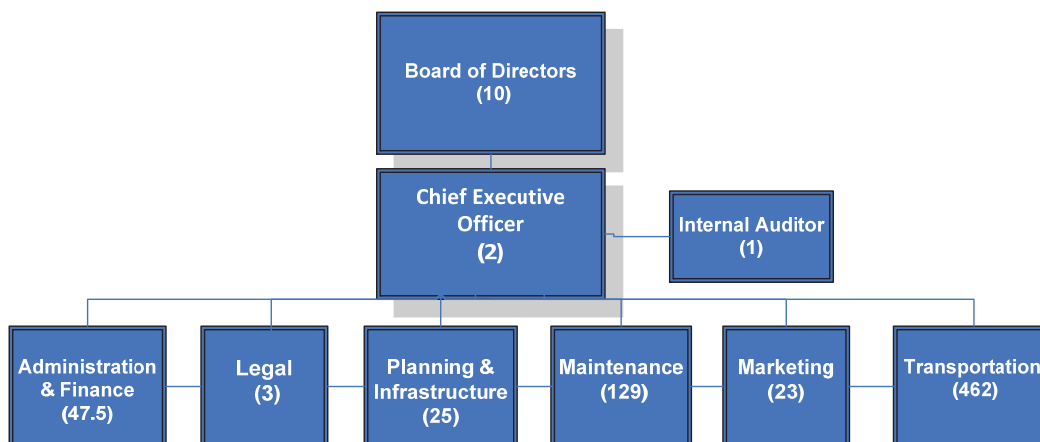 Board of Directors
(10)
Chief Executive
Officer
(2)
Internal Auditor
(1)
Administration
& Finance
(47.5)
Legal
(3)
Planning &
Infrastructure
(25)
Maintenance
(129)
Marketing
(23)
Transportation
(462)